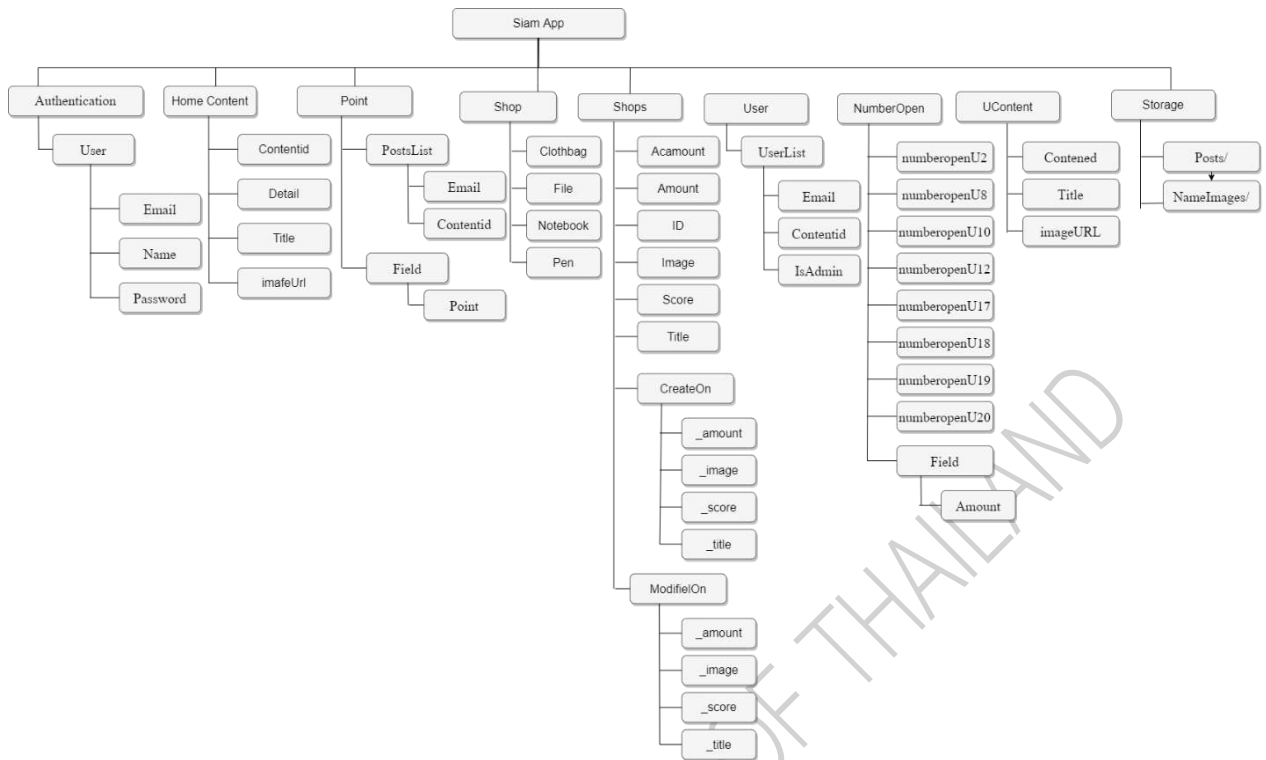 Siam App
Authentication
User
Email
Name
Password
Home Content
Contentid
Detail
Title
imafeUrl
Point
PostsList
Email
Contentid
Field
Point
Shop
Clothbag
File
Notebook
Pen
Shops
Acamount
Amount
ID
Image
Score
Title
CreateOn
_amount
_image
_score
_title
ModifielOn
_amount
_image
_score
_title
User
UserList
Email
Contentid
IsAdmin
NumberOpen
numberopenU2
numberopenU8
numberopenU10
numberopenU12
numberopenU17
numberopenU18
numberopenU19
numberopenU20
Field
Amount
UContent
Contened
Title
imageURL
Storage
Posts/
NameImages/
OF THAILAND